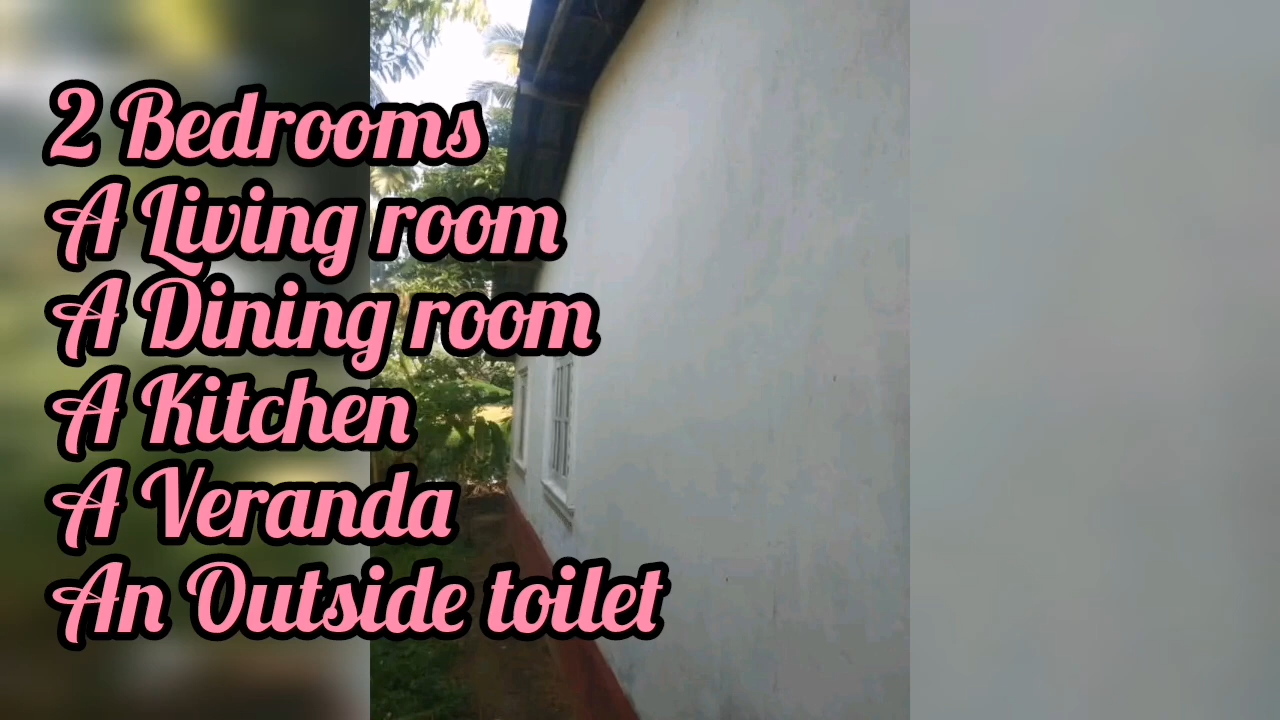 2 Bedrooms
A Living room
A Dining room
A Kitchen
A Veranda
An Outside toilet